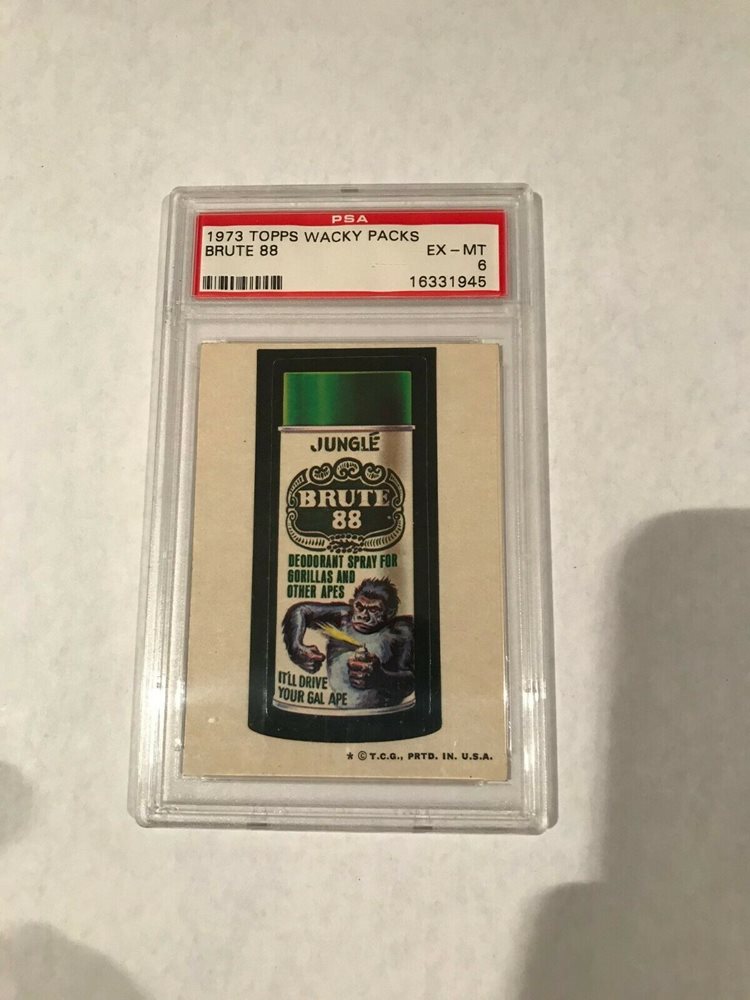 PSA
1973 TOPPS WACKY PACKS
BRUTE 88 EX-MT
6
16331945
JUNGLÉ
BRUTE
88
DEODORANT SPRAY FOR
GORILLAS AND
OTHER APES
IT'LL DRIVE
YOUR GAL APE
* © T.C.G., PRTD. IN. U.S.A.